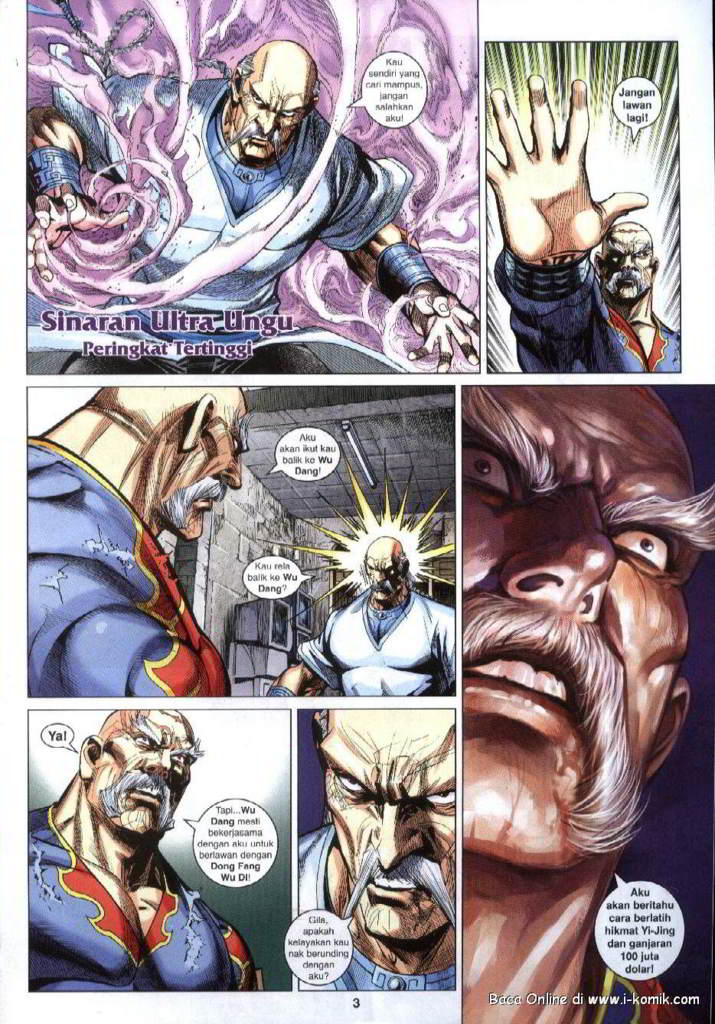 Kau
sendiri yang
cari mampus,
jangan
salahkan
aku!
Sinaran Ultra Ungu
Peringkat Tertinggi
Jangan
lawan
lagi!
Aku
akan ikut kau
balik ke Wu
Dang!
Kau rela
balik ke Wu
Dang?
Ya!
Tapi...Wu
Dang mesti
bekerjasama
dengan aku untuk
berlawan dengan
Dong Fang
Wu Di!
Gila,
apakah
kelayakan kau
nak berunding
dengan
aku?
Aku
akan beritahu
cara berlatih
hikmat Yi-Jing
dan ganjaran
100 juta
dolar!
3
Baca Online di www.i-komik.com